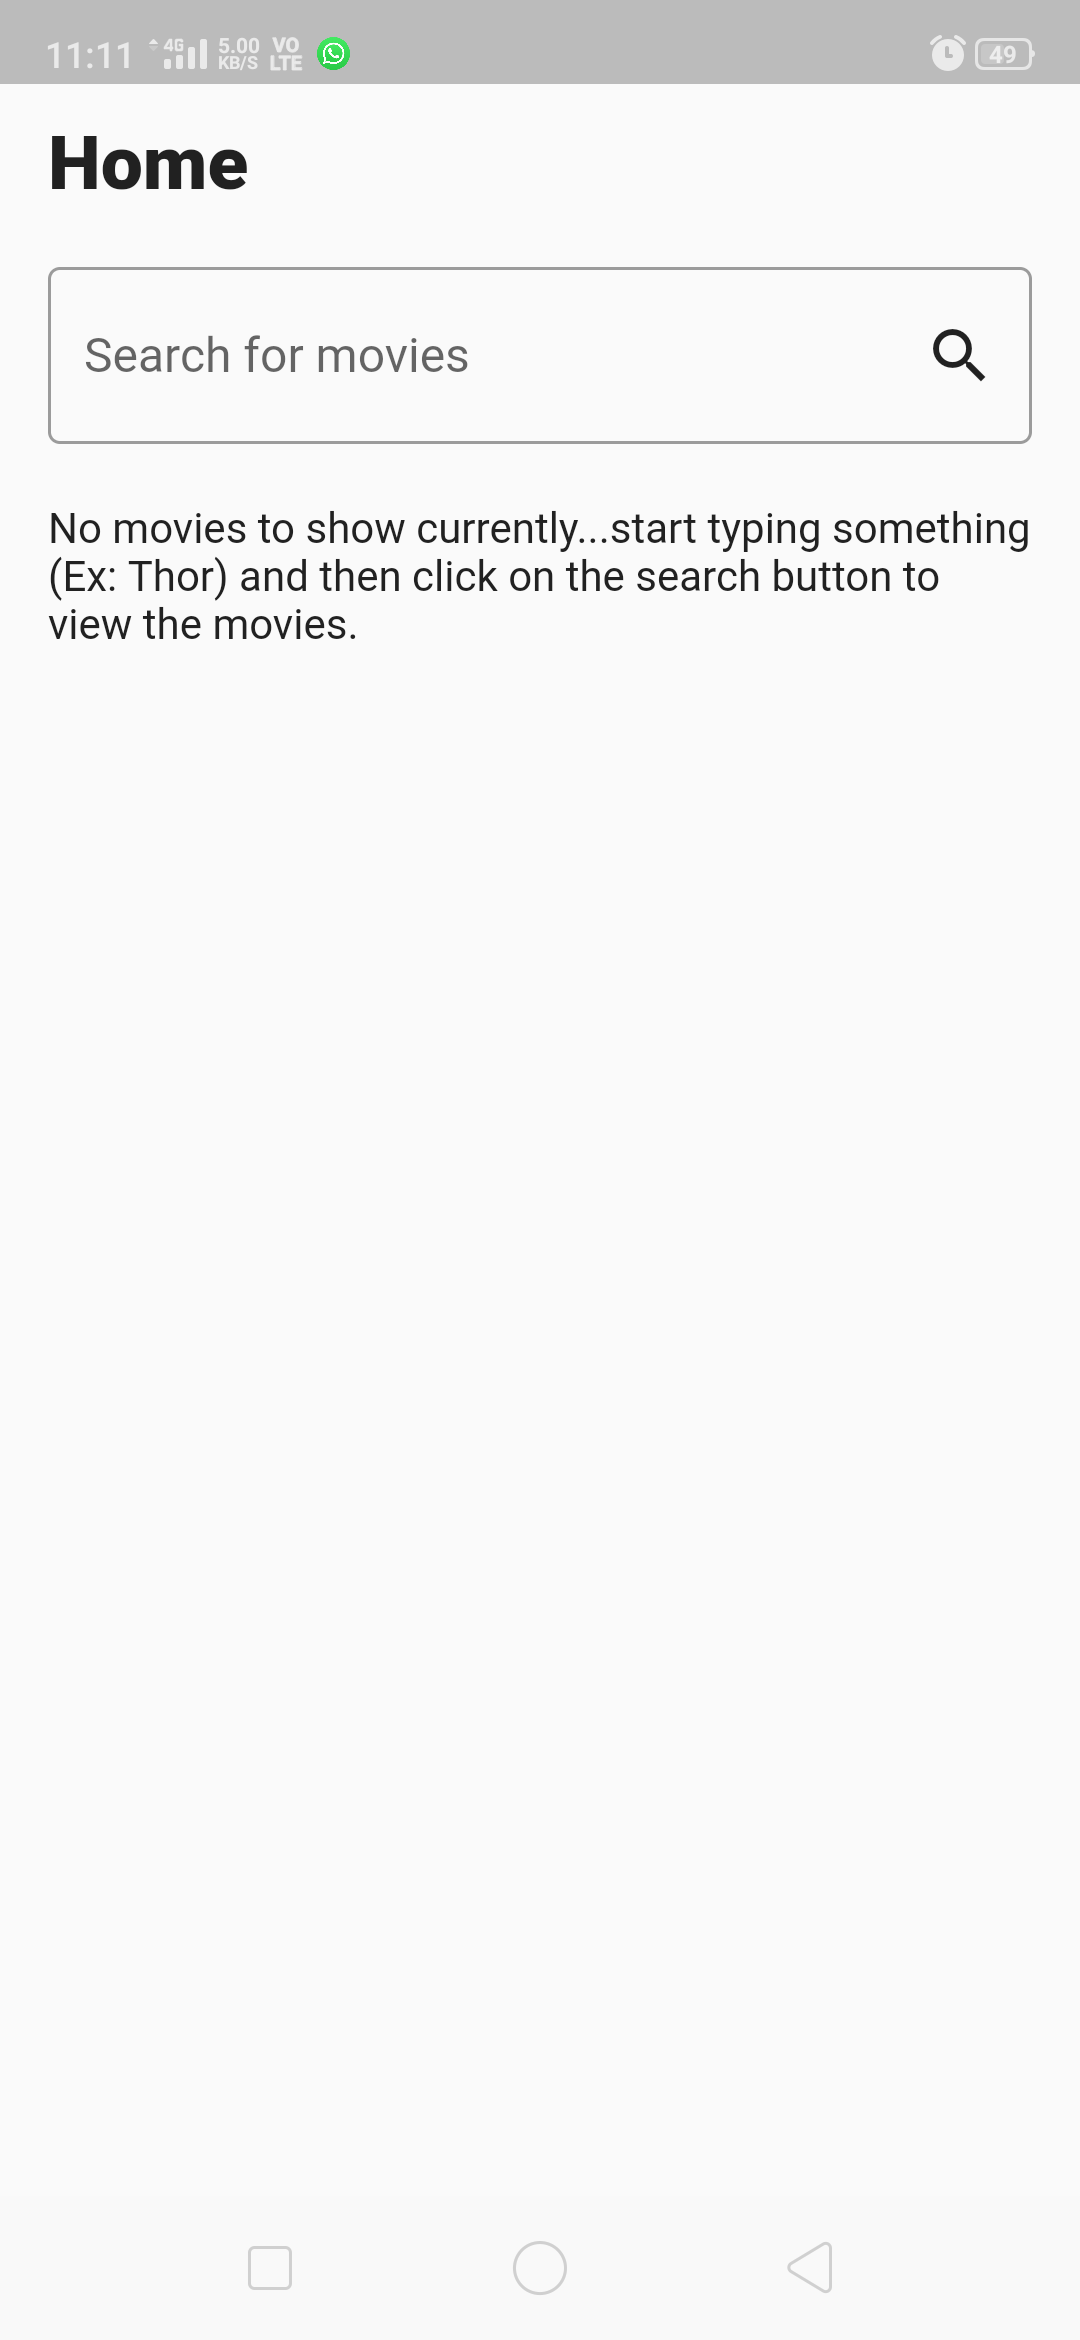 11:11 4G 5.00 KB/S VO LTE 49
Home
Search for movies
No movies to show currently...start typing something
(Ex: Thor) and then click on the search button to
view the movies.